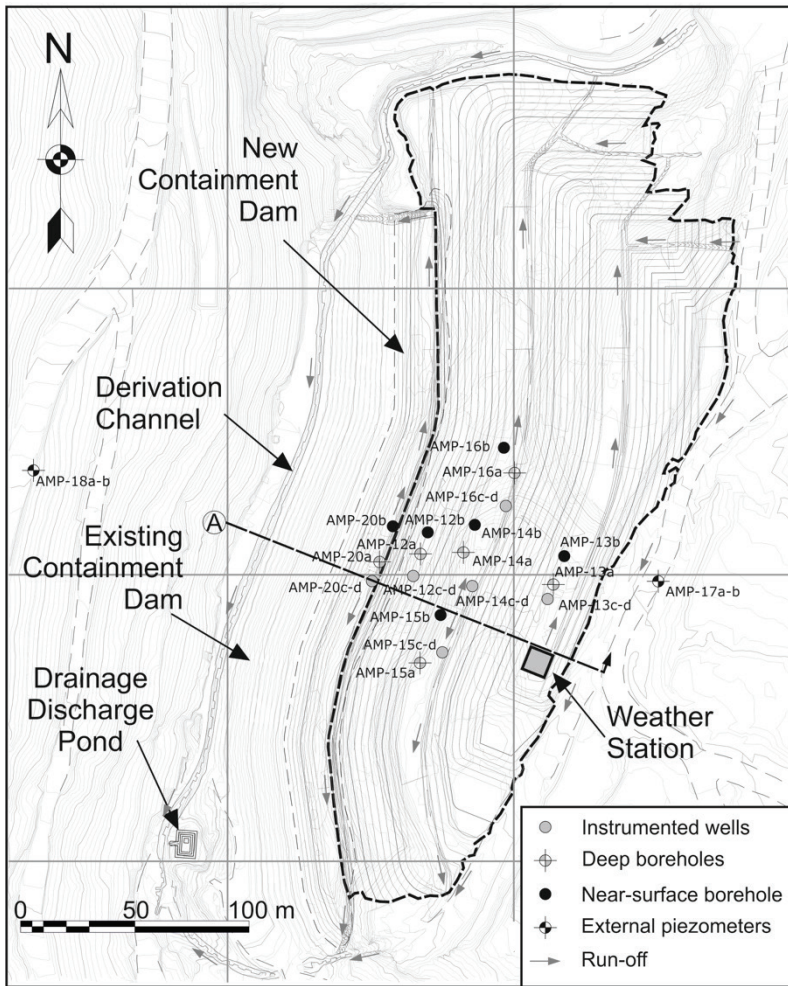 N
New
Containment
Dam
Derivation
Channel
AMP-16b
AMP-16a
AMP-18a-b
AMP-16c-d
A
AMP-20b
AMP-12b
AMP-14b
Existing
Containment
Dam
AMP-20a
AMP-12a
AMP-14a
AMP-13b
AMP-13a
AMP-17a-b
AMP-20c-d
AMP-12c-d
AMP-14c-d
AMP-13c-d
AMP-15b
AMP-15c-d
AMP-15a
Drainage
Discharge
Pond
Weather
Station
Instrumented wells
Deep boreholes
Near-surface borehole
External piezometers
Run-off
0 50 100 m